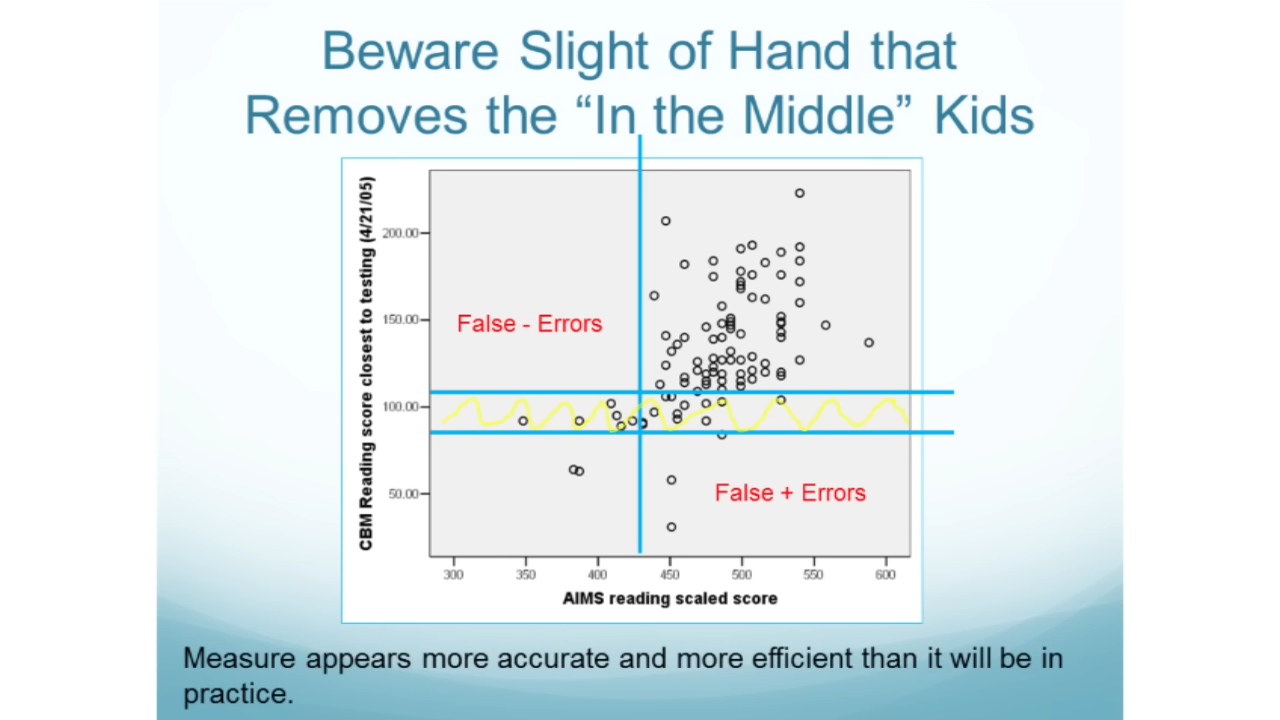 Beware Slight of Hand that
Removes the “In the Middle” Kids
CBM Reading score closest to testing (4/21/05)
200.00
150.00
100.00
50.00
False - Errors
False + Errors
300 350 400 450 500 550 600
AIMS reading scaled score
Measure appears more accurate and more efficient than it will be in
practice.